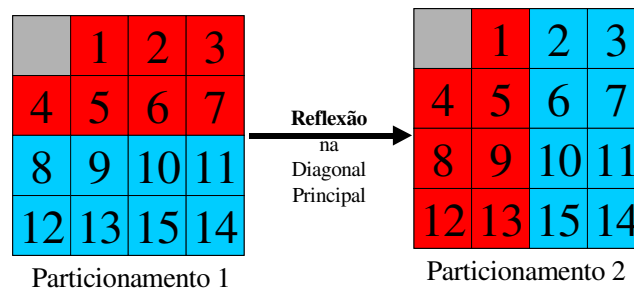 1 2 3
4 5 6 7
8 9 10 11
12 13 15 14
Particionamento 1
Reflexão
na
Diagonal
Principal
1 2 3
4 5 6 7
8 9 10 11
12 13 15 14
Particionamento 2